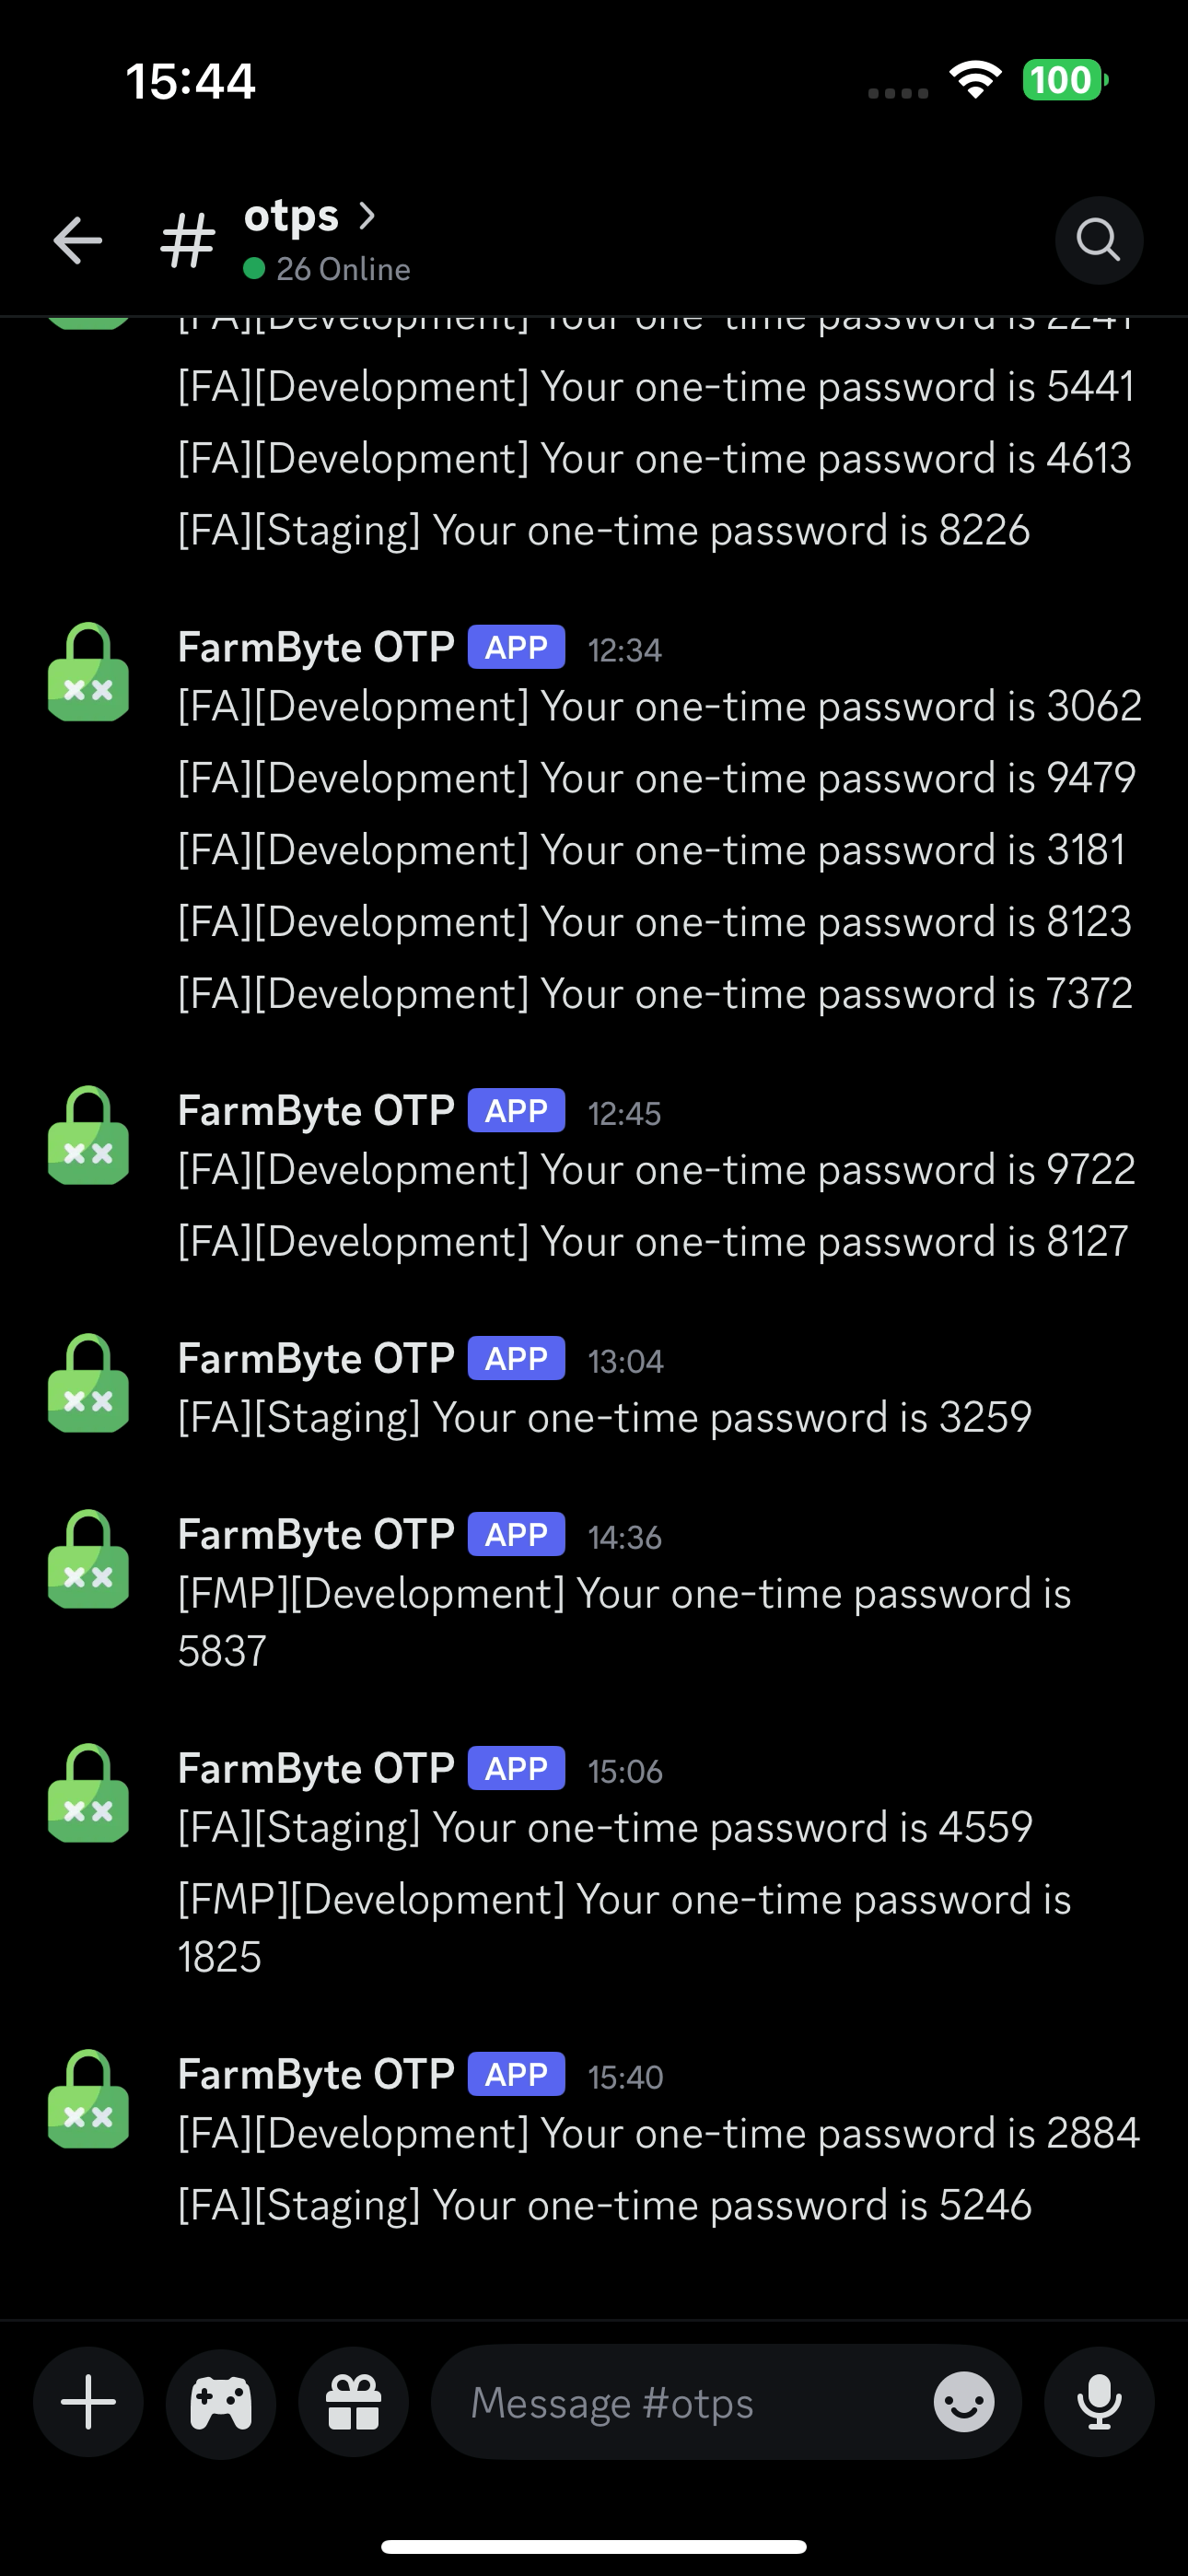 15:44
100
# otps >
26 Online
[FA][Development] Your one-time password is 2241
[FA][Development] Your one-time password is 5441
[FA][Development] Your one-time password is 4613
[FA][Staging] Your one-time password is 8226
FarmByte OTP APP 12:34
[FA][Development] Your one-time password is 3062
[FA][Development] Your one-time password is 9479
[FA][Development] Your one-time password is 3181
[FA][Development] Your one-time password is 8123
[FA][Development] Your one-time password is 7372
FarmByte OTP APP 12:45
[FA][Development] Your one-time password is 9722
[FA][Development] Your one-time password is 8127
FarmByte OTP APP 13:04
[FA][Staging] Your one-time password is 3259
FarmByte OTP APP 14:36
[FMP][Development] Your one-time password is
5837
FarmByte OTP APP 15:06
[FA][Staging] Your one-time password is 4559
[FMP][Development] Your one-time password is
1825
FarmByte OTP APP 15:40
[FA][Development] Your one-time password is 2884
[FA][Staging] Your one-time password is 5246
Message #otps